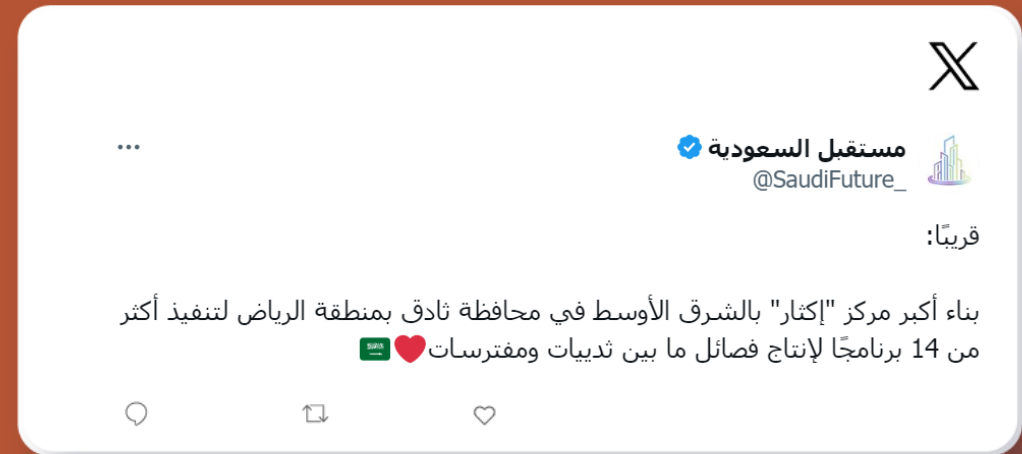 مستقبل السعودية
@SaudiFuture_
قريبًا:
بناء أكبر مركز "إكثار" بالشرق الأوسط في محافظة ثادق بمنطقة الرياض لتنفيذ أكثر
من 14 برنامجًا لإنتاج فصائل ما بين ثدييات ومفترسات❤️🇸🇦